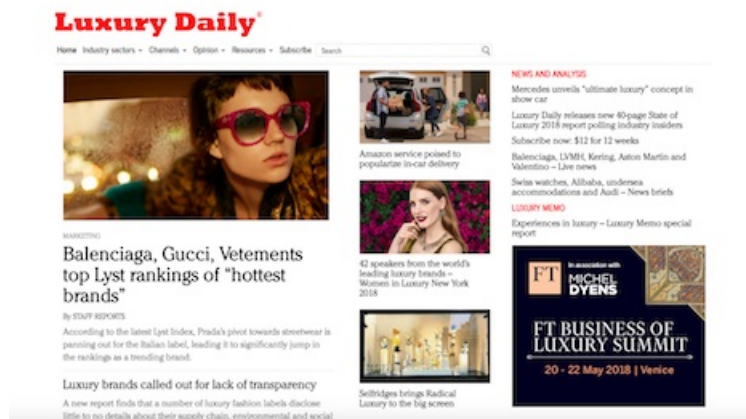 Luxury Daily®
Home Industry sectors Channels Opinion Resources Subscribe Search
MARKETING
Balenciaga, Gucci, Vetements
top Lyst rankings of "hottest
brands"
By STAFF REPORTS
According to the latest Lyst Index, Prada's pivot towards streetwear is
panning out for the Italian label, leading it to significantly jump in
the rankings as a trending brand.
Luxury brands called out for lack of transparency
A new report finds that a number of luxury fashion labels disclose
little to no details about their supply chain, environmental and social
Amazon service poised to
popularize in-car delivery
42 speakers from the world's
leading luxury brands –
Women in Luxury New York
2018
Selfridges brings Radical
Luxury to the big screen
NEWS AND ANALYSIS
Mercedes unveils "ultimate luxury" concept in
show car
Luxury Daily releases new 40-page State of
Luxury 2018 report polling industry insiders
Subscribe now: $12 for 12 weeks
Balenciaga, LVMH, Kering, Aston Martin and
Valentino – Live news
Swiss watches, Alibaba, undersea
accommodations and Audi – News briefs
LUXURY MEMO
Experiences in luxury – Luxury Memo special
report
FT
in association with
MICHEL
DYENS
FT BUSINESS OF
LUXURY SUMMIT
20 - 22 May 2018 | Venice